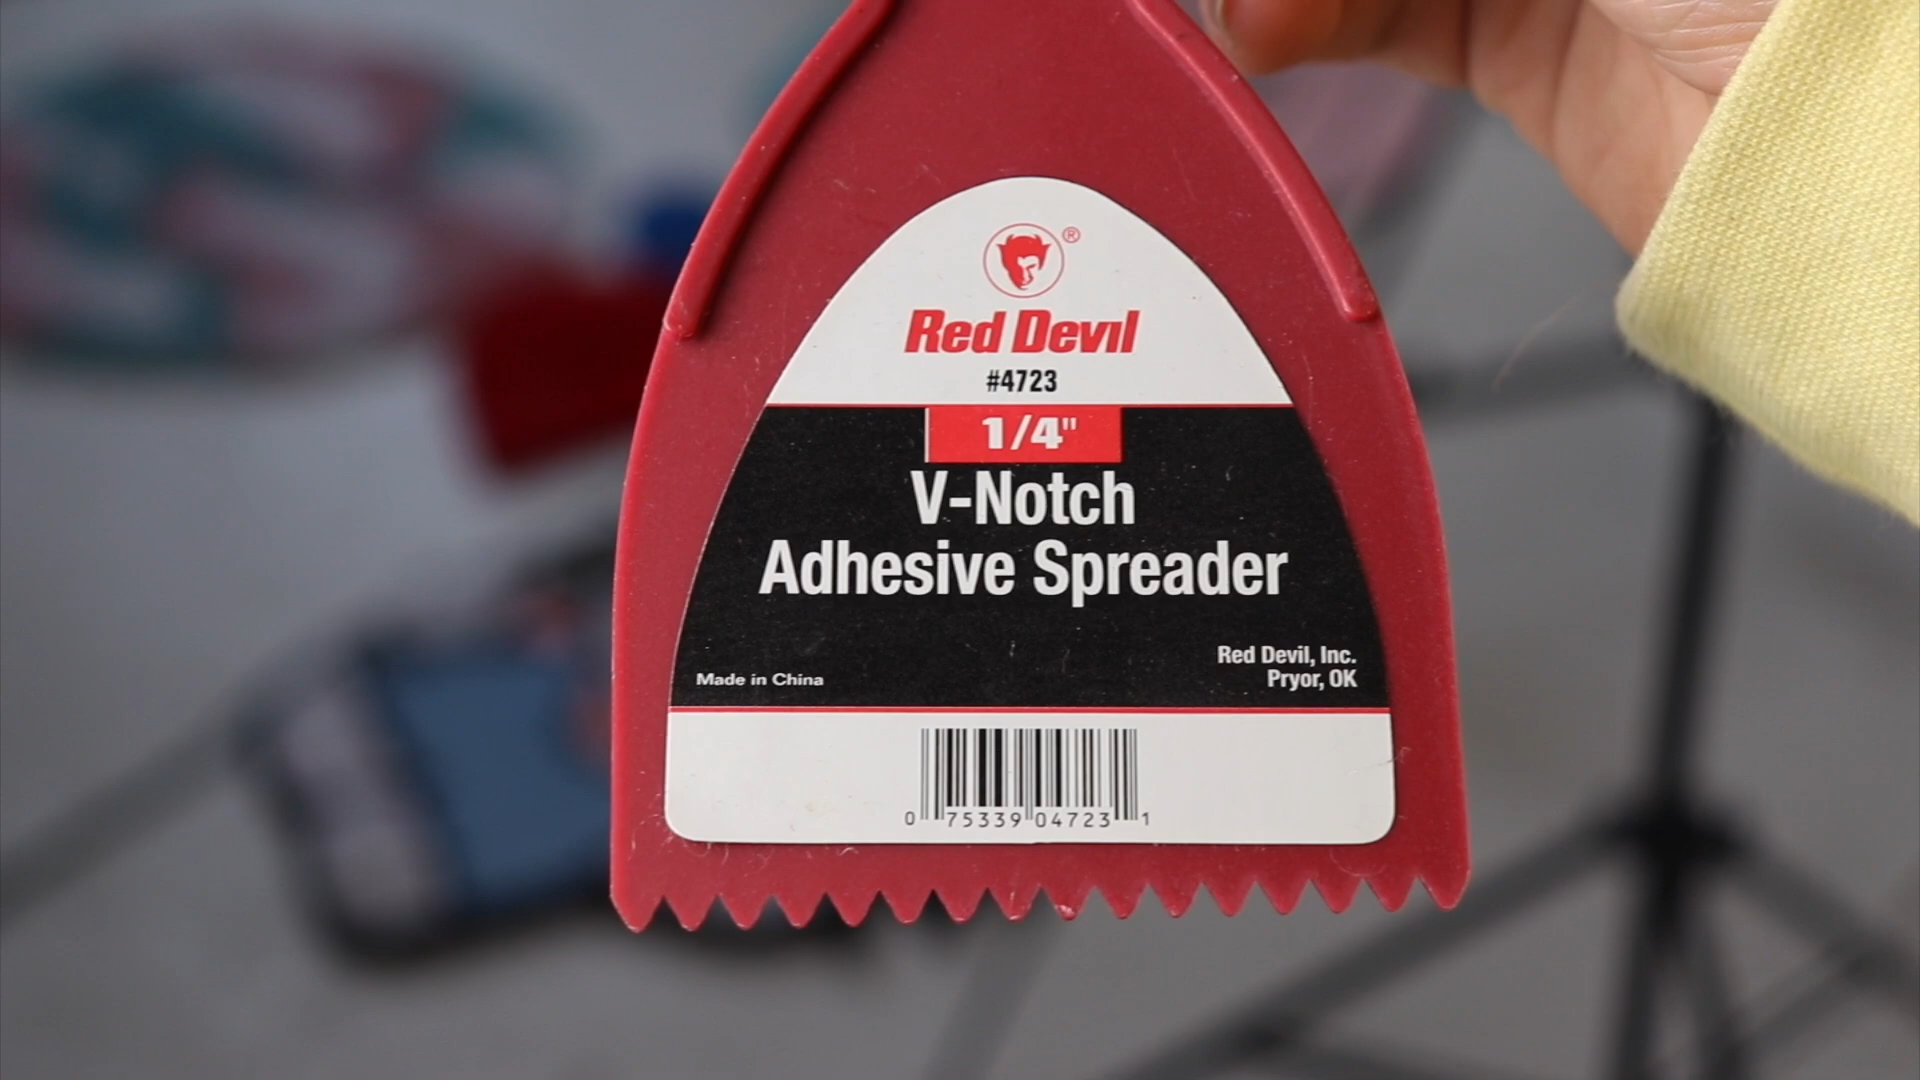 ®
Red Devil
#4723
1/4"
V-Notch
Adhesive Spreader
Made in China
Red Devil, Inc.
Pryor, OK
0 75339 04723 1